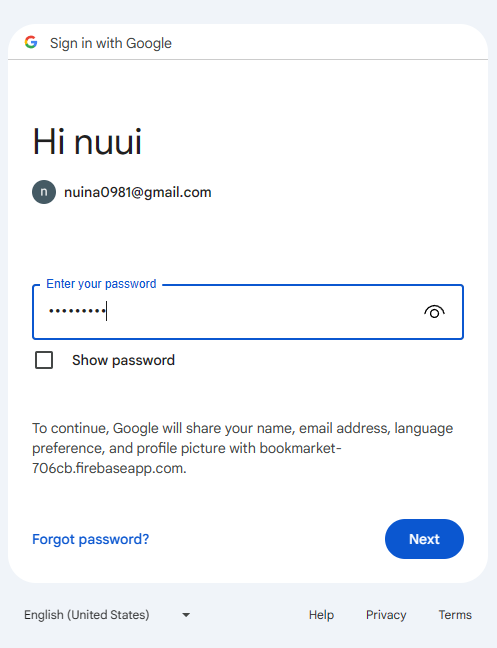 Sign in with Google
Hi nuui
n nuina0981@gmail.com
Enter your password
•••••••••
Show password
To continue, Google will share your name, email address, language
preference, and profile picture with bookmarket-
706cb.firebaseapp.com.
Forgot password? Next
English (United States) Help Privacy Terms